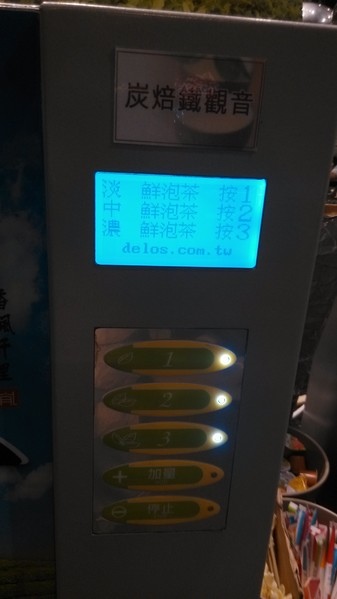 炭焙鐵觀音
淡 鮮泡茶 按1
中 鮮泡茶 按2
濃 鮮泡茶 按3
delos.com.tw
1
2
3
+ 加量
停止